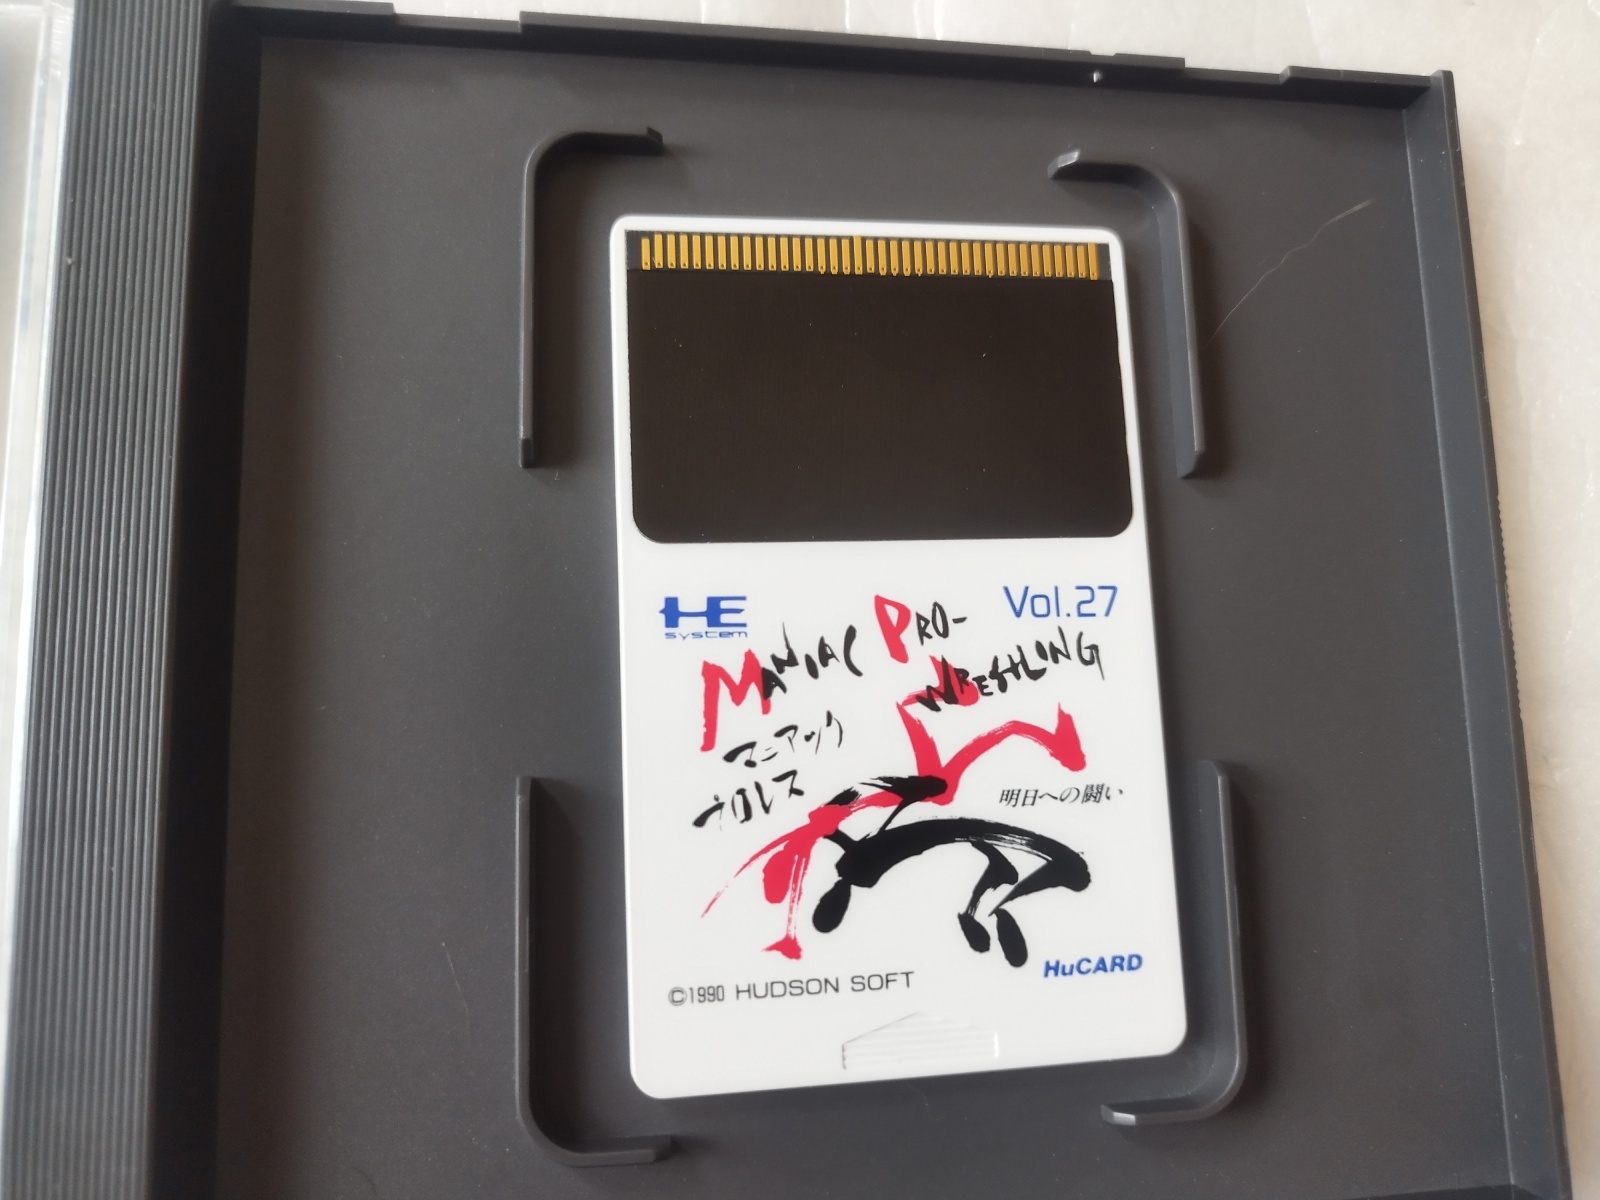 HE system
Vol.27
MANIAC PRO-
WRESTLING
マニアック
プロレス
明日への闘い
HuCARD
©1990 HUDSON SOFT